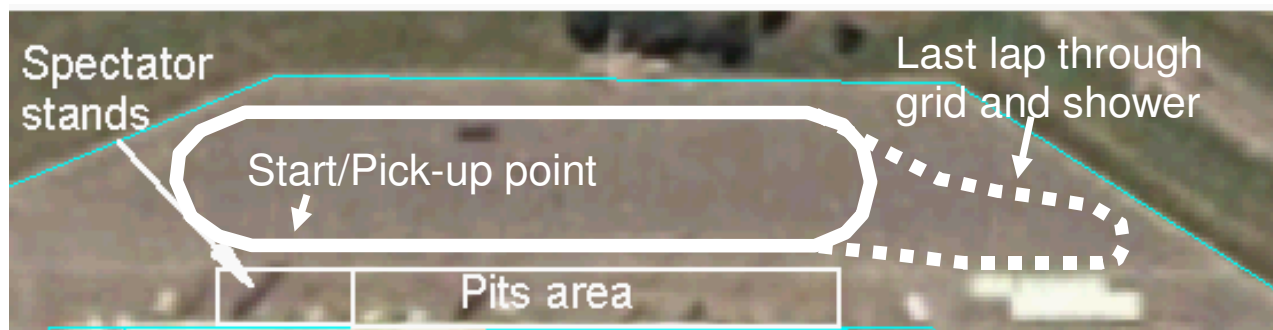 Spectator
stands
Last lap through
grid and shower
Start/Pick-up point
Pits area